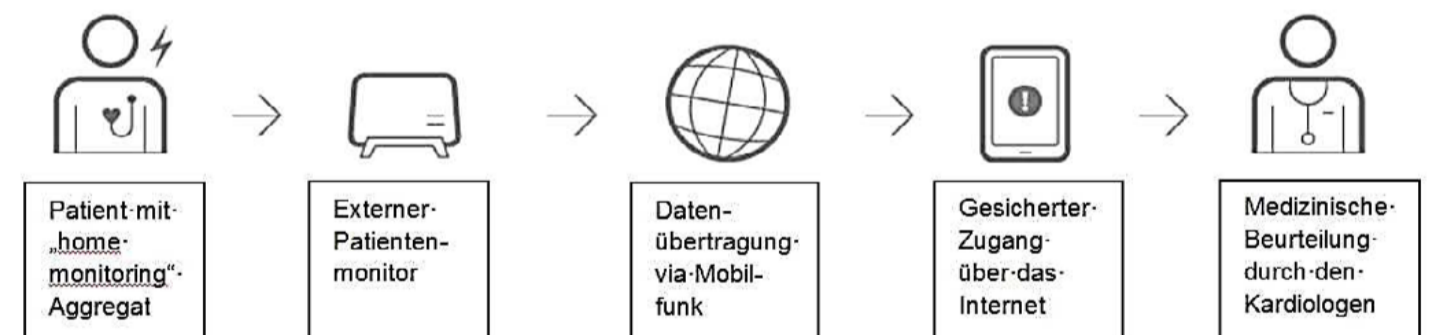 Patient·mit·
„home·
monitoring“·
Aggregat
Externer·
Patienten-
monitor
Daten-
übertragung·
via·Mobil-
funk
Gesicherter·
Zugang·
über·das·
Internet
Medizinische·
Beurteilung·
durch·den·
Kardiologen